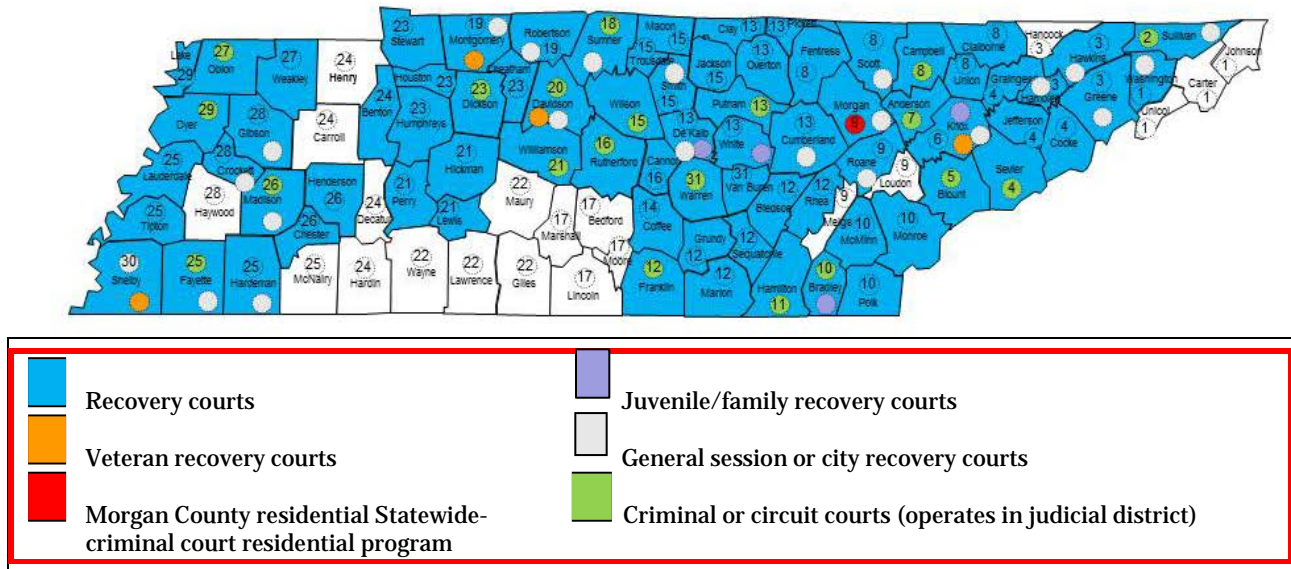 23
Stewart
19
Montgomery
Robertson
19
18
Sumner
Macon
15
Trousdale
15
Clay 13
13 Pickett
Fentress
8
8
Scott
Campbell
8
Claiborne
8
Union
Hancock
3
3
Hawkins
2
Sullivan
Johnson
1
Lake
29
27
Obion
27
Weakley
24
Henry
Houston
23
Cheatham
23
Dickson
23
20
Davidson
Wilson
15
Smith
15
Jackson
15
13
Overton
Putnam 13
Morgan
9
Anderson
7
Grainger
4
3
Hamblen
3
Greene
Washington
1
Carter
1
Unicoi
1
29
Dyer
28
Gibson
24
Carroll
24
Benton
23
Humphreys
Williamson
21
16
Rutherford
Cannon
16
13
De Kalb
13
White
13
Cumberland
9
Roane
9
Loudon
Knox
6
Jefferson
4
4
Cocke
Sevier
4
5
Blount
25
Lauderdale
28
Crockett
26
Madison
Henderson
26
24
Decatur
21
Perry
21
Hickman
21
Lewis
22
Maury
17
Marshall
17
Bedford
17
Moore
14
Coffee
31
Warren
31
Van Buren
12
Bledsoe
12
Rhea
9
Meigs
10
McMinn
10
Monroe
28
Haywood
25
Tipton
26
Chester
Grundy
12
12
Sequatchie
30
Shelby
25
Fayette
25
Hardeman
25
McNairy
24
Hardin
22
Wayne
22
Lawrence
22
Giles
17
Lincoln
12
Franklin
12
Marion
Hamilton
11
10
Bradley
10
Polk
Recovery courts
Juvenile/family recovery courts
Veteran recovery courts
General session or city recovery courts
Morgan County residential Statewide-
criminal court residential program
Criminal or circuit courts (operates in judicial district)